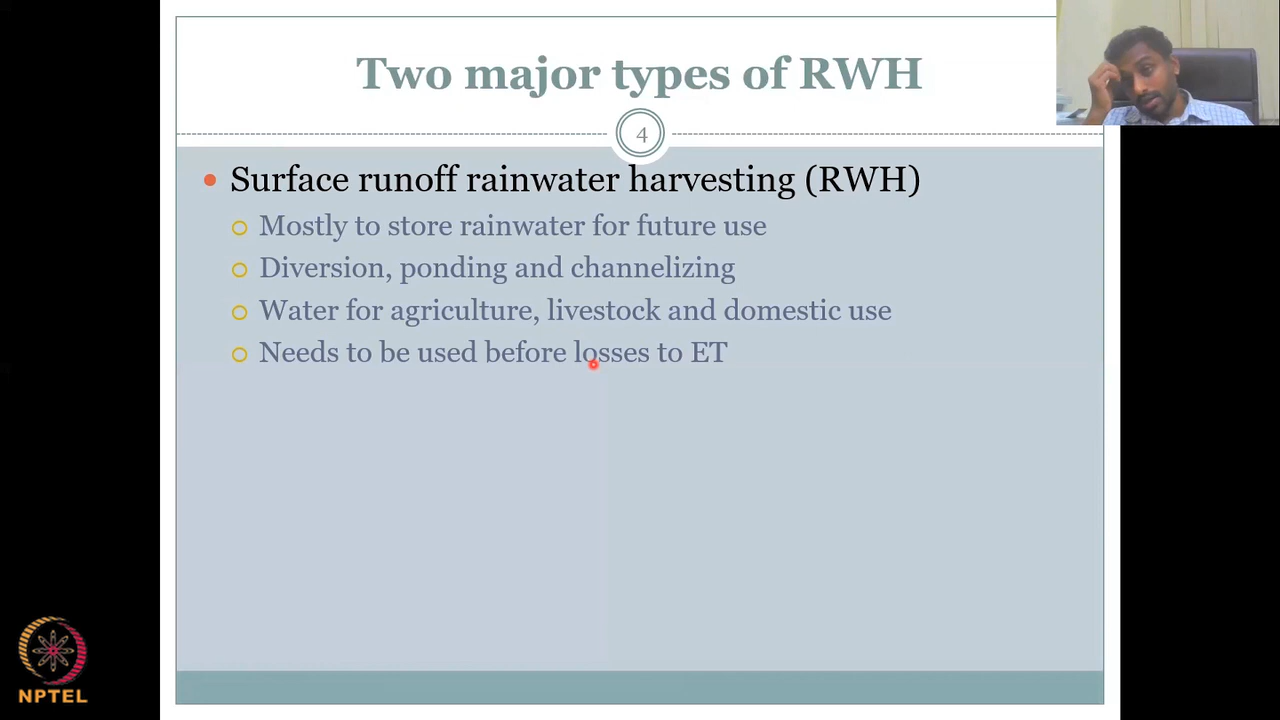 Two major types of RWH
4
Surface runoff rainwater harvesting (RWH)
Mostly to store rainwater for future use
Diversion, ponding and channelizing
Water for agriculture, livestock and domestic use
Needs to be used before losses to ET
NPTEL